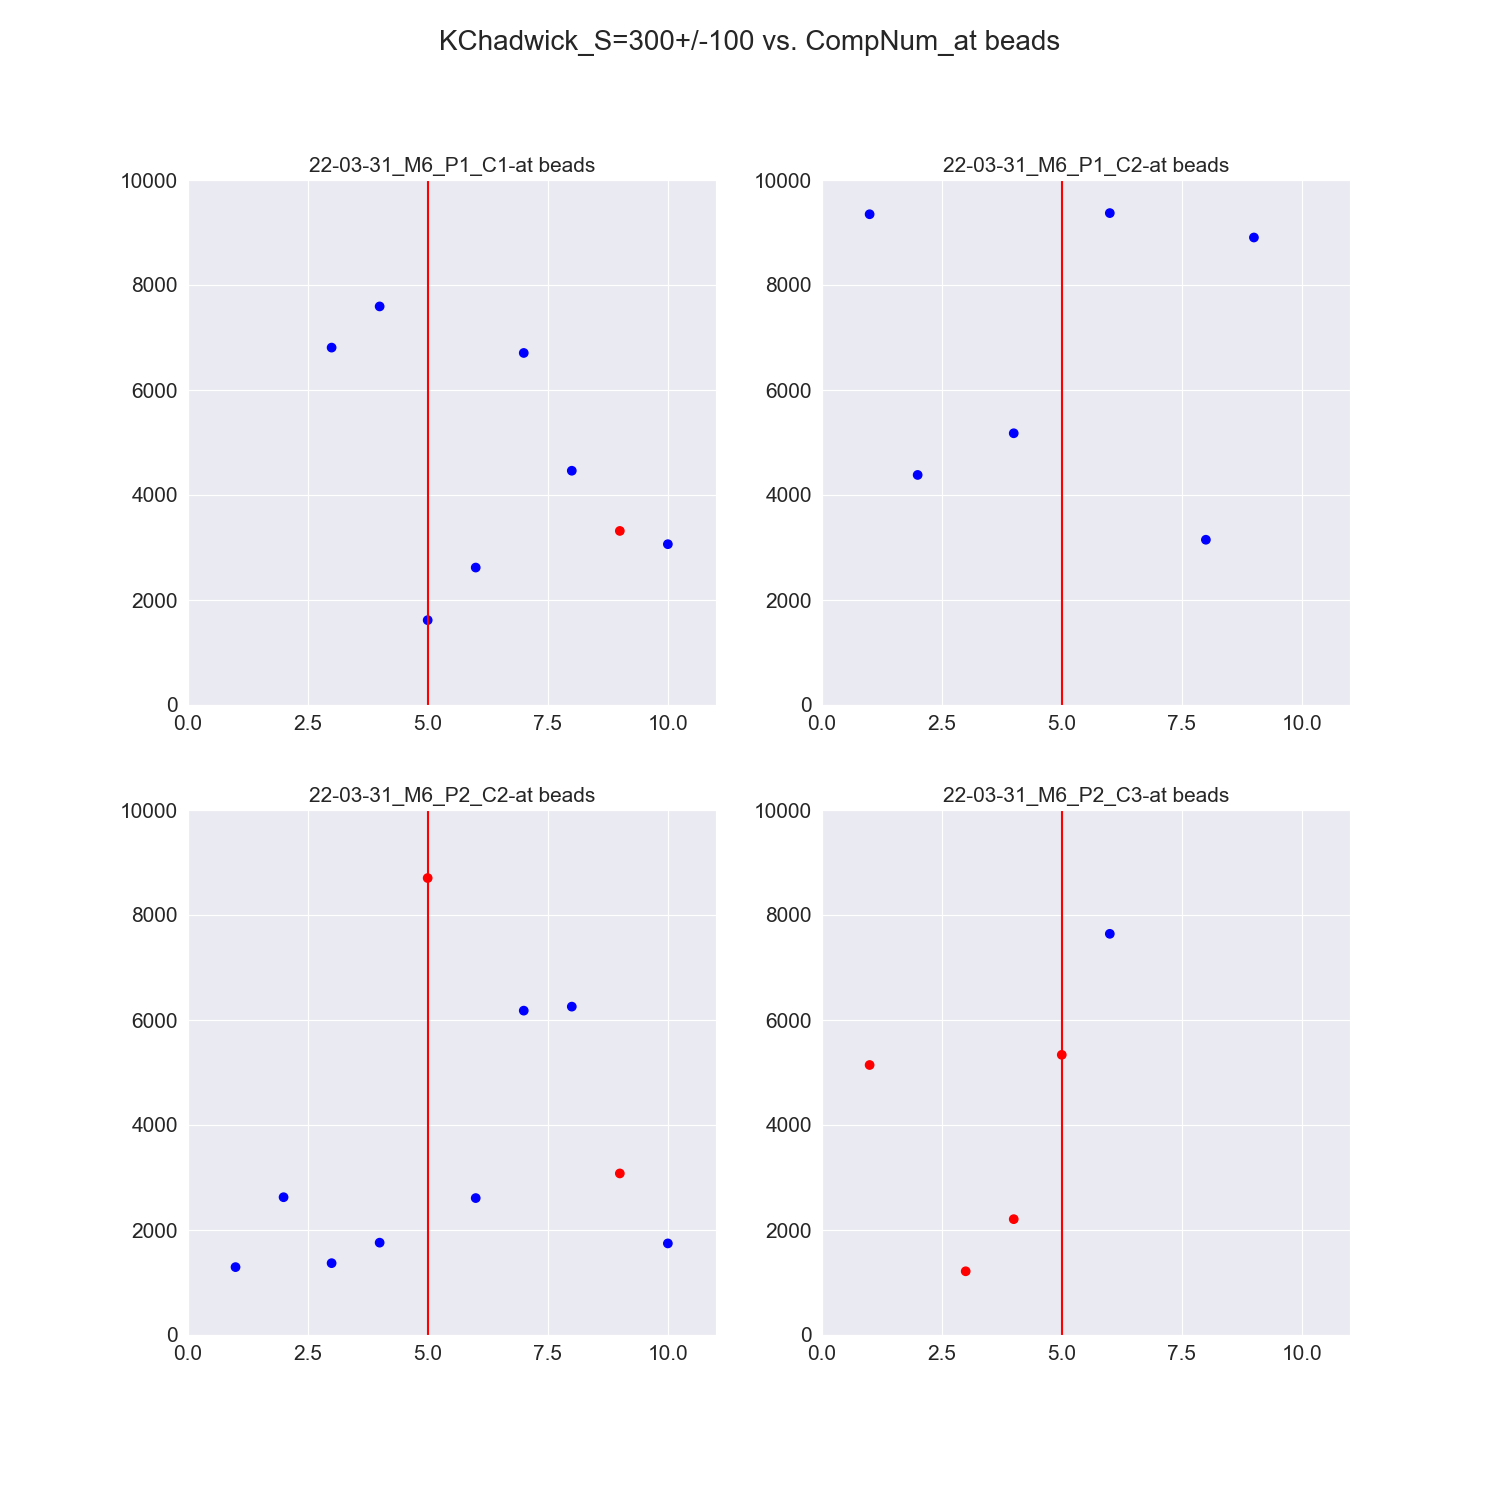 KChadwick_S=300+/-100 vs. CompNum_at beads
22-03-31_M6_P1_C1-at beads
10000
8000
6000
4000
2000
0
0.0 2.5 5.0 7.5 10.0
22-03-31_M6_P1_C2-at beads
10000
8000
6000
4000
2000
0
0.0 2.5 5.0 7.5 10.0
22-03-31_M6_P2_C2-at beads
10000
8000
6000
4000
2000
0
0.0 2.5 5.0 7.5 10.0
22-03-31_M6_P2_C3-at beads
10000
8000
6000
4000
2000
0
0.0 2.5 5.0 7.5 10.0